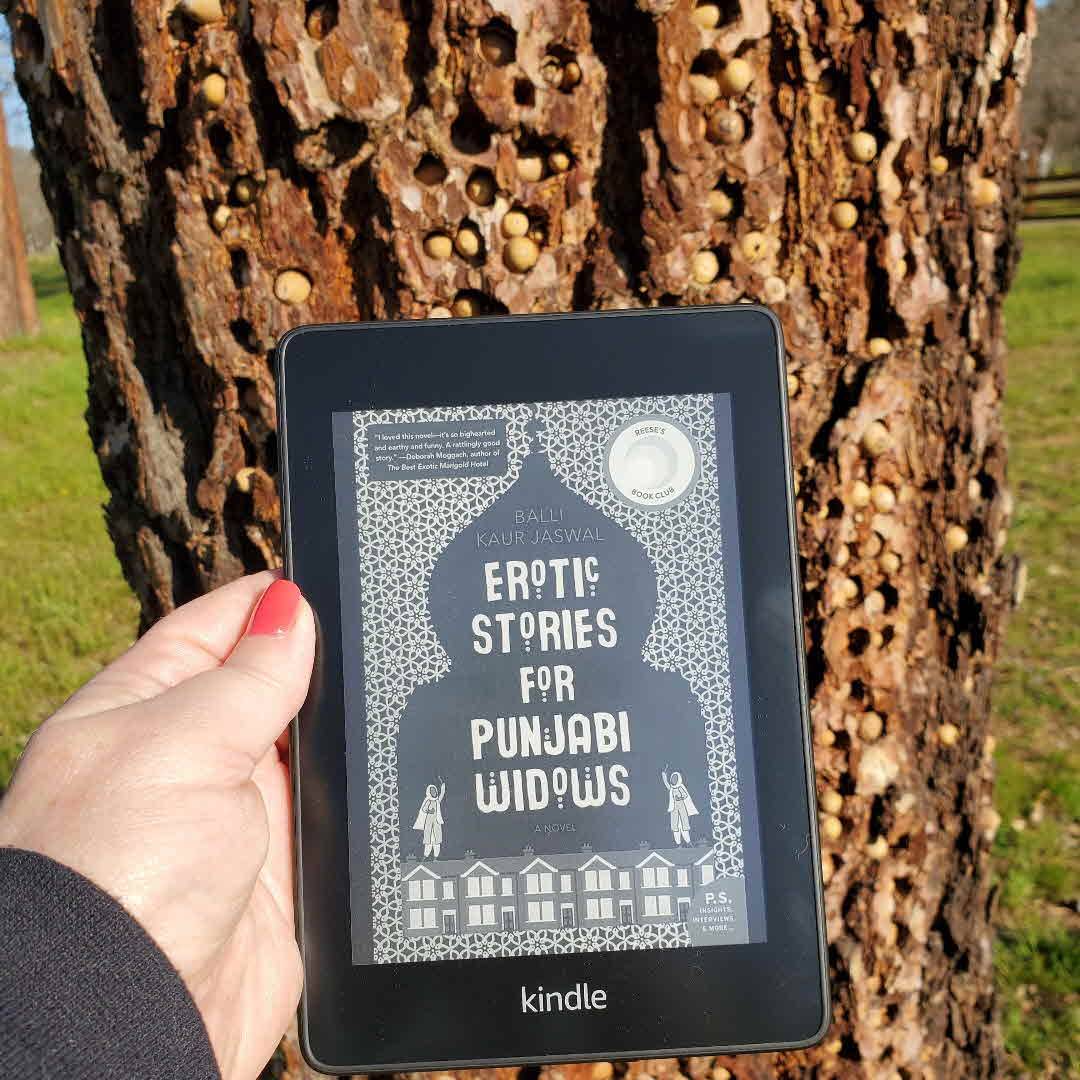 "I loved this novel—it's so bighearted
and earthy and funny. A rattlingly good
story." —Deborah Moggach, author of
The Best Exotic Marigold Hotel
REESE'S
BOOK CLUB
BALLI
KAUR JASWAL
EROTIC
STORIES
FOR
PUNJABI
WIDOWS
A NOVEL
P.S.
INSIGHTS,
INTERVIEWS
& MORE...
kindle